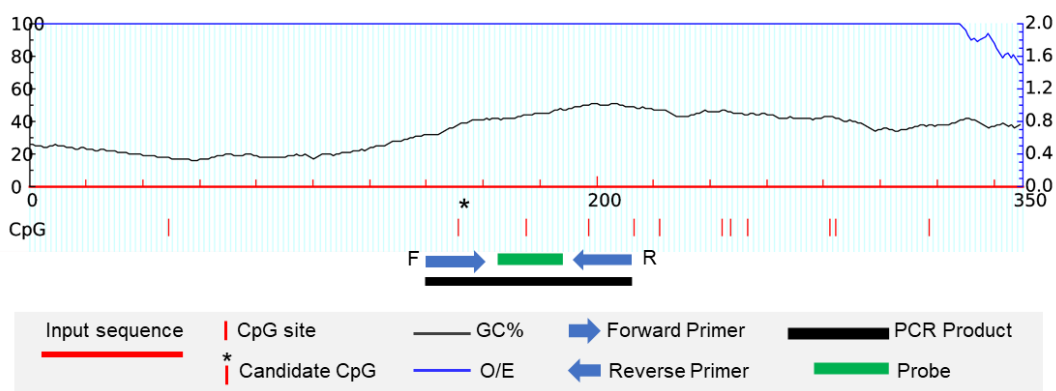 100 2.0
80 1.6
60 1.2
40 0.8
20 0.4
0 0.0
0 200 350
*
CpG
F R
Input sequence CpG site GC% Forward Primer PCR Product
*
Candidate CpG O/E Reverse Primer Probe